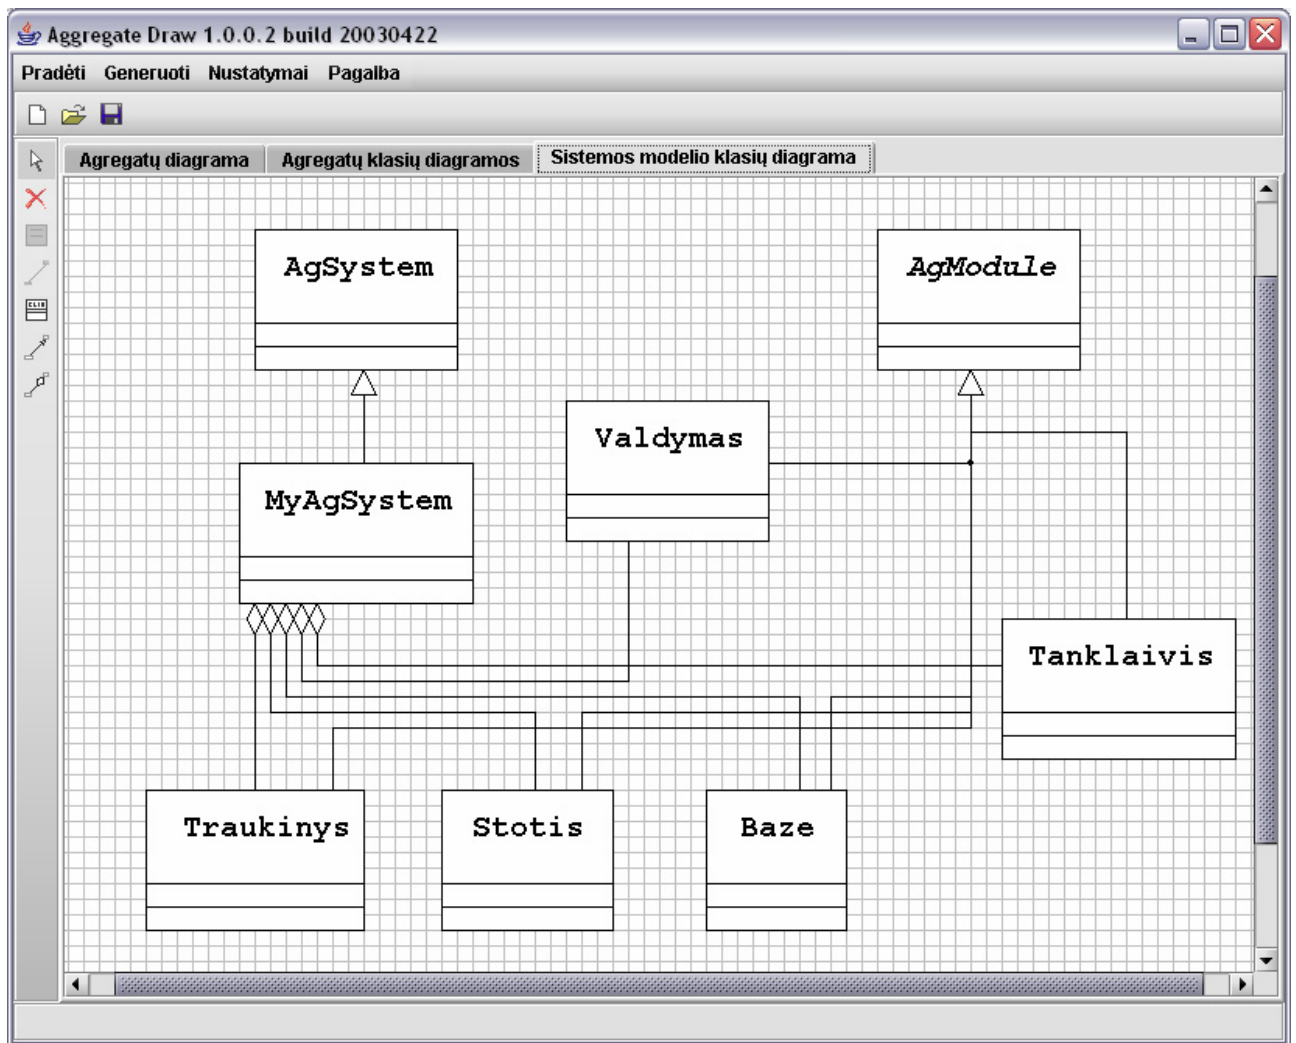 Aggregate Draw 1.0.0.2 build 20030422
Pradėti Generuoti Nustatymai Pagalba
Agregatų diagrama Agregatų klasių diagramos Sistemos modelio klasių diagrama
AgSystem AgModule
Valdymas
MyAgSystem
Tanklaivis
Traukinys Stotis Baze